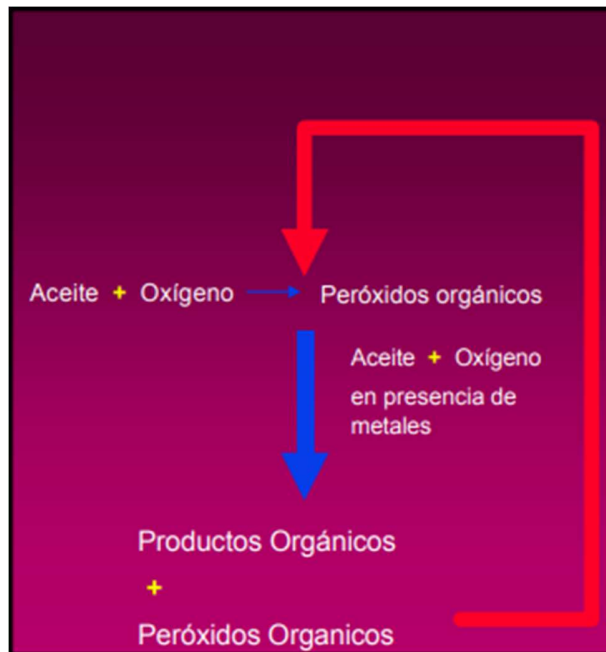 Aceite + Oxígeno Peróxidos orgánicos
Aceite + Oxígeno
en presencia de
metales
Productos Orgánicos
+
Peróxidos Organicos